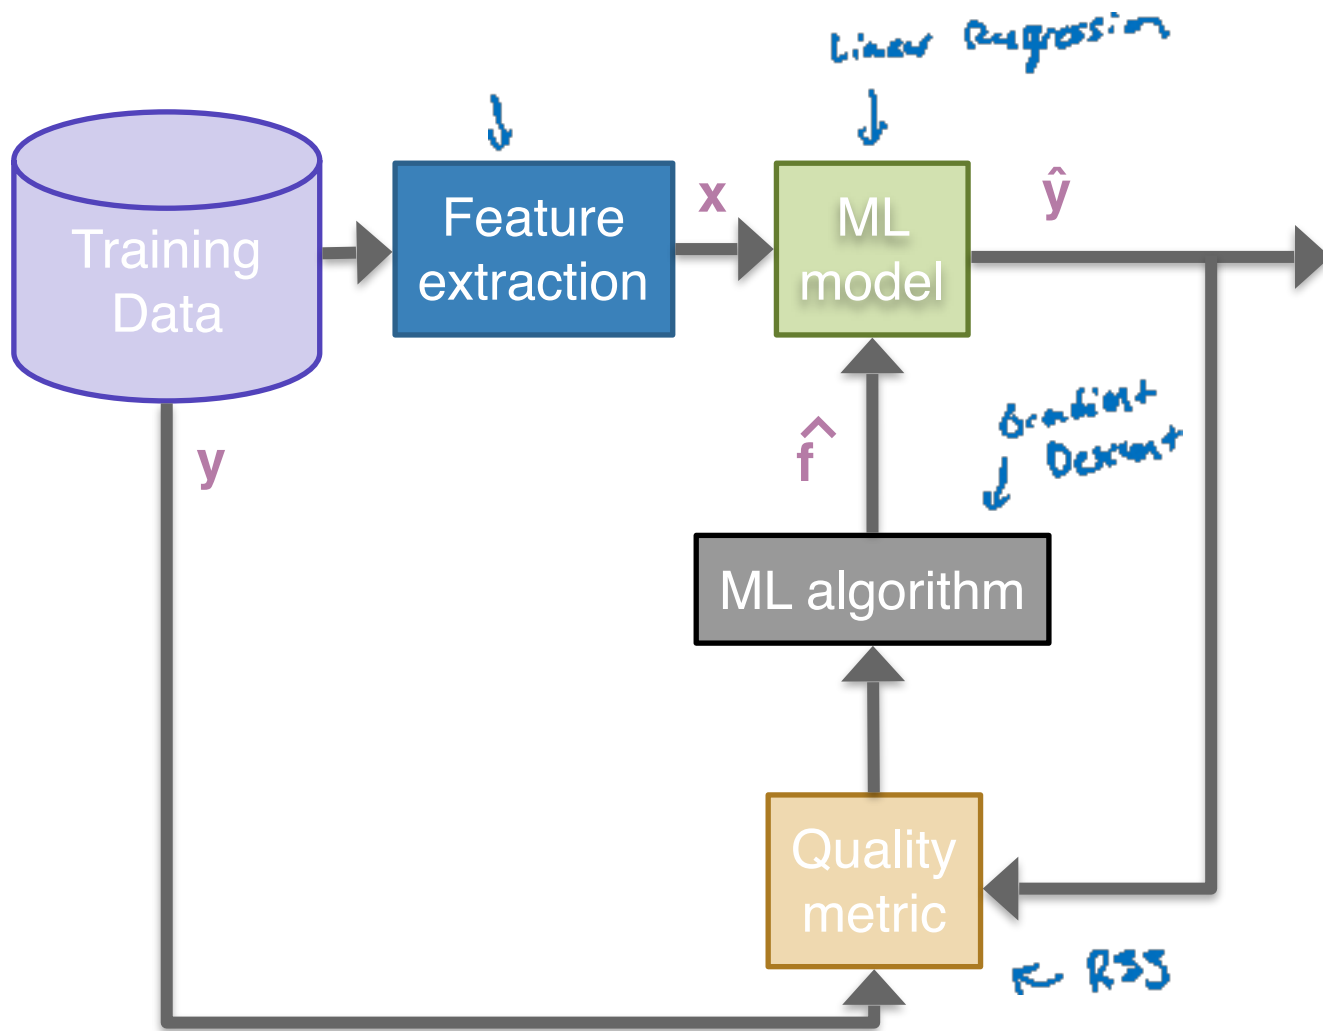 Linear Regression
Training
Data
Feature
extraction
x
ML
model
ŷ
y
f̂
Gradient
Descent
ML algorithm
Quality
metric
RSS